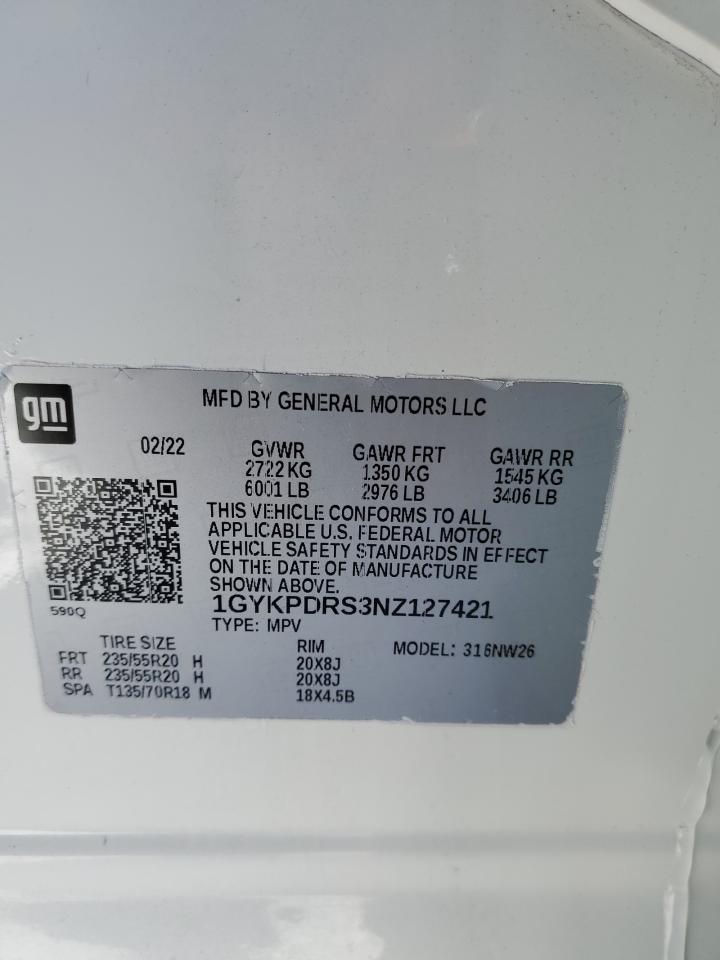 gm
MFD BY GENERAL MOTORS LLC
02/22 GVWR GAWR FRT GAWR RR
2722 KG 1350 KG 1545 KG
6001 LB 2976 LB 3406 LB
THIS VEHICLE CONFORMS TO ALL
APPLICABLE U.S. FEDERAL MOTOR
VEHICLE SAFETY STANDARDS IN EFFECT
ON THE DATE OF MANUFACTURE
SHOWN ABOVE.
590Q
1GYKPDRS3NZ127421
TYPE: MPV
TIRE SIZE RIM MODEL: 316NW26
FRT 235/55R20 H 20X8J
RR 235/55R20 H 20X8J
SPA T135/70R18 M 18X4.5B